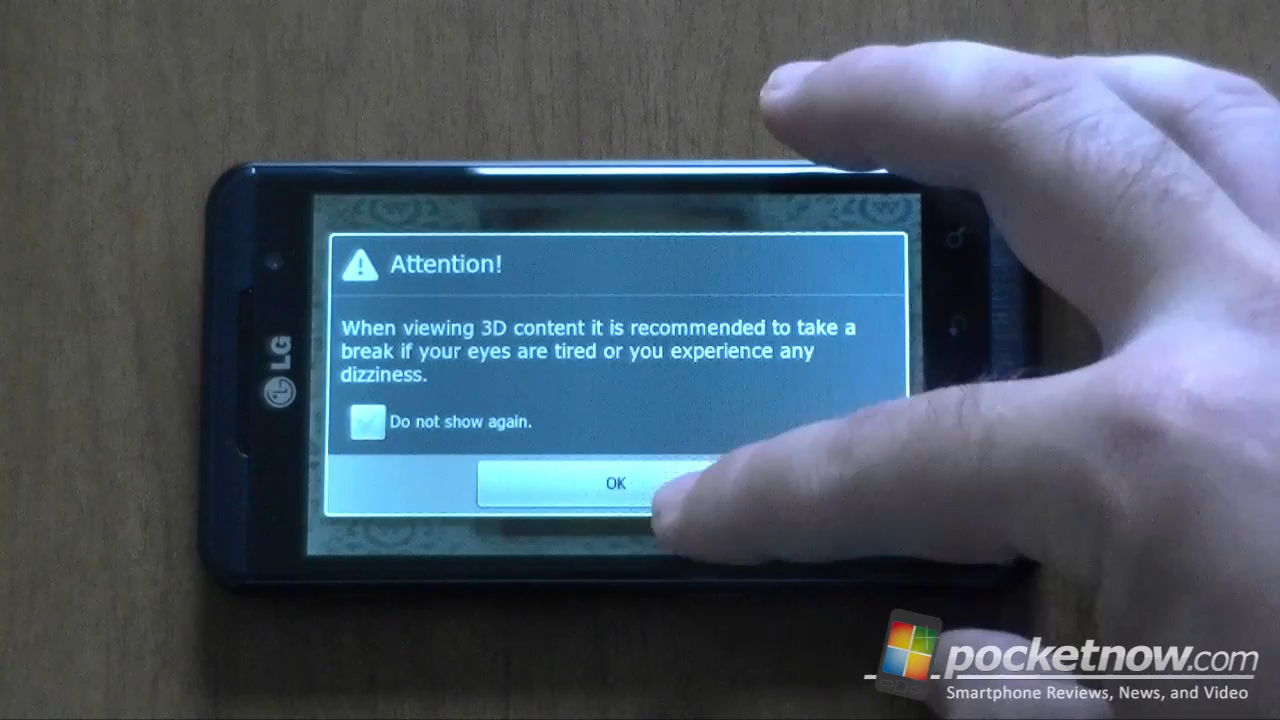 Attention!
When viewing 3D content it is recommended to take a
break if your eyes are tired or you experience any
dizziness.
Do not show again.
OK
LG
pocketnow.com
Smartphone Reviews, News, and Video